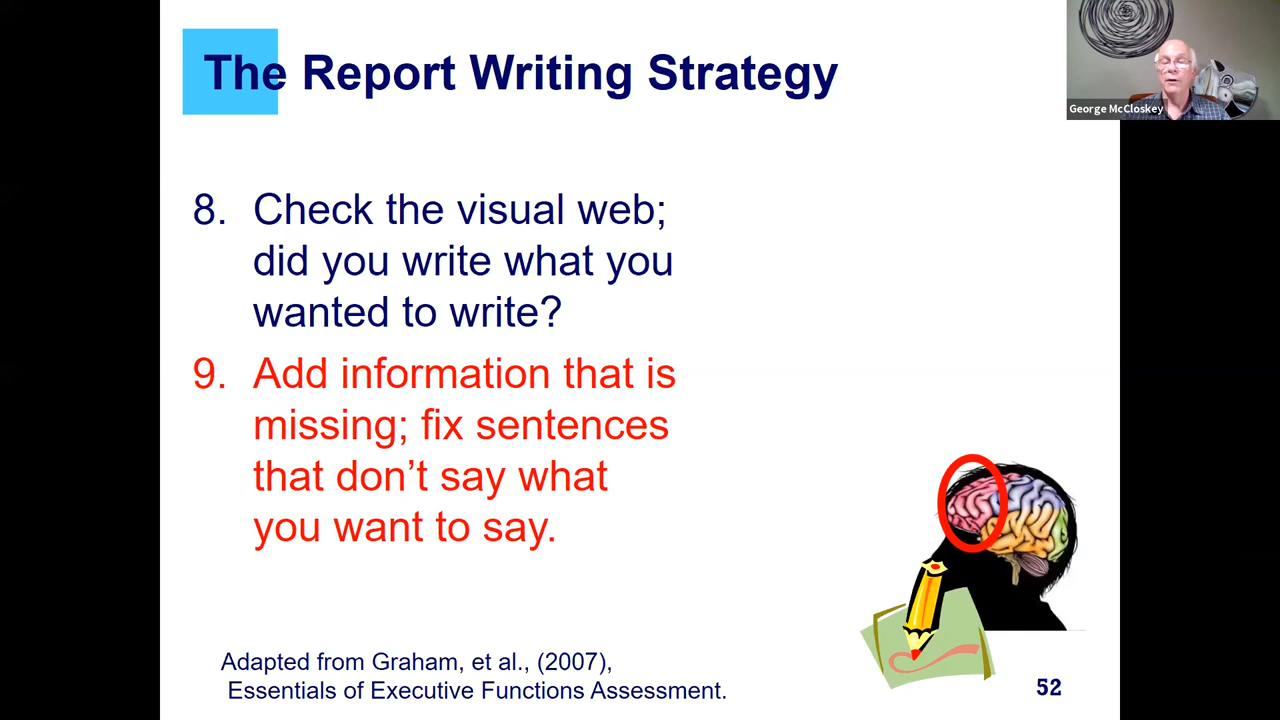 The Report Writing Strategy
George McCloskey
8. Check the visual web;
did you write what you
wanted to write?
9. Add information that is
missing; fix sentences
that don’t say what
you want to say.
Adapted from Graham, et al., (2007),
Essentials of Executive Functions Assessment.
52